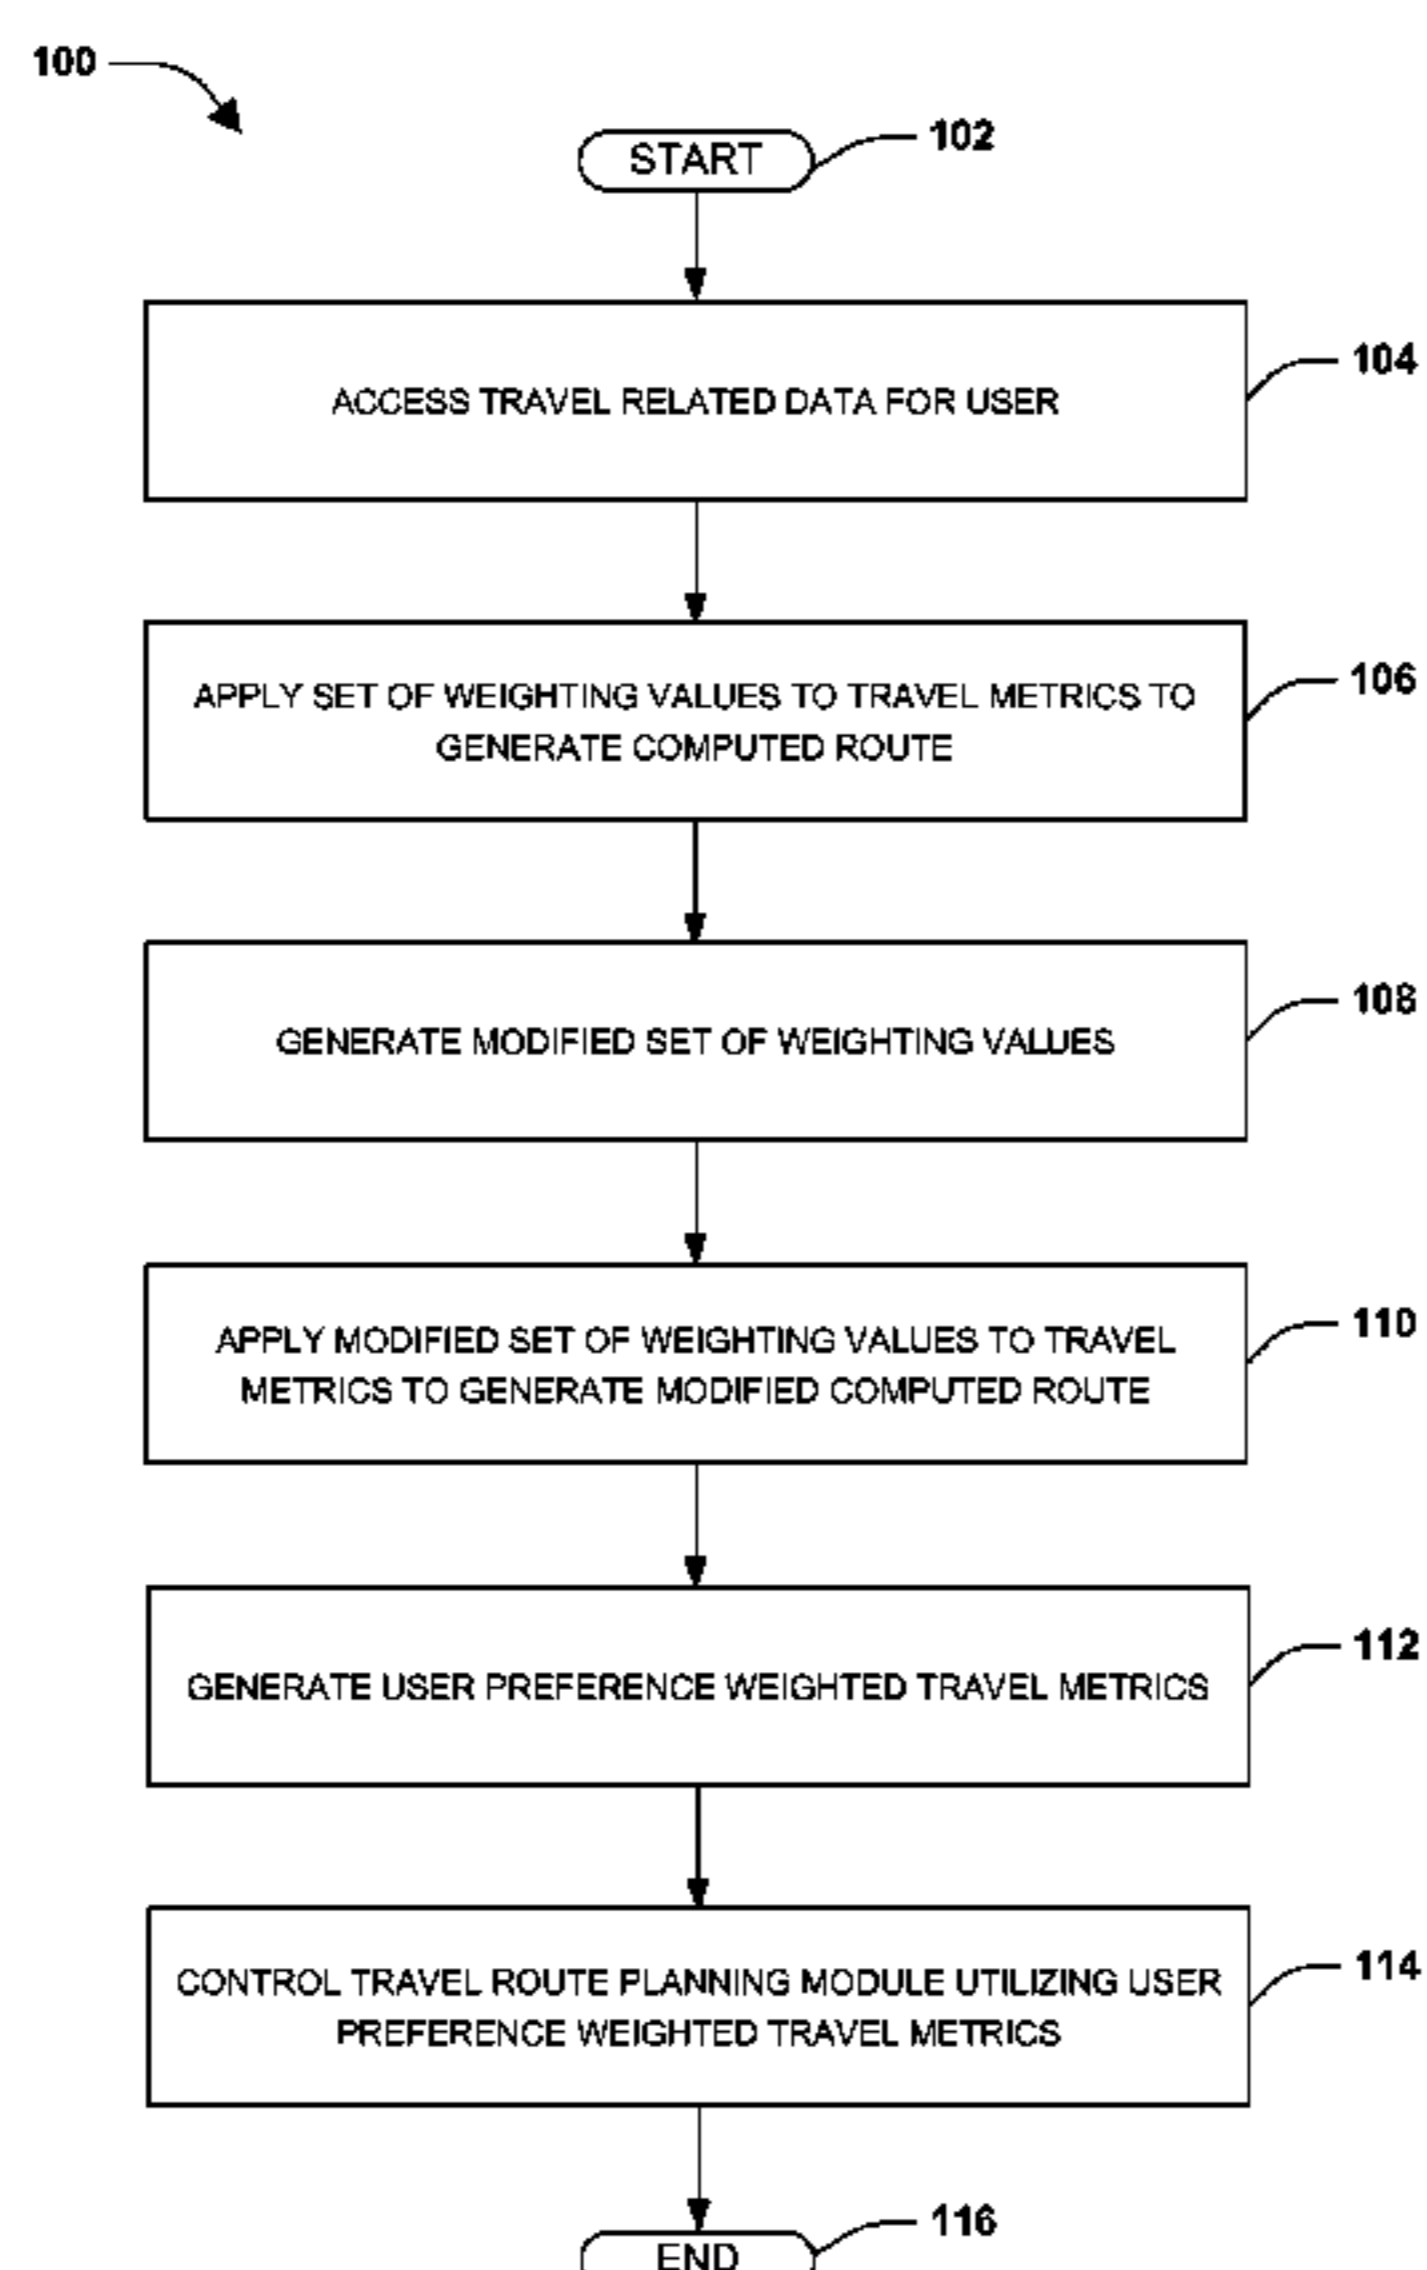 100
START
102
ACCESS TRAVEL RELATED DATA FOR USER
104
APPLY SET OF WEIGHTING VALUES TO TRAVEL METRICS TO
GENERATE COMPUTED ROUTE
106
GENERATE MODIFIED SET OF WEIGHTING VALUES
108
APPLY MODIFIED SET OF WEIGHTING VALUES TO TRAVEL
METRICS TO GENERATE MODIFIED COMPUTED ROUTE
110
GENERATE USER PREFERENCE WEIGHTED TRAVEL METRICS
112
CONTROL TRAVEL ROUTE PLANNING MODULE UTILIZING USER
PREFERENCE WEIGHTED TRAVEL METRICS
114
END
116